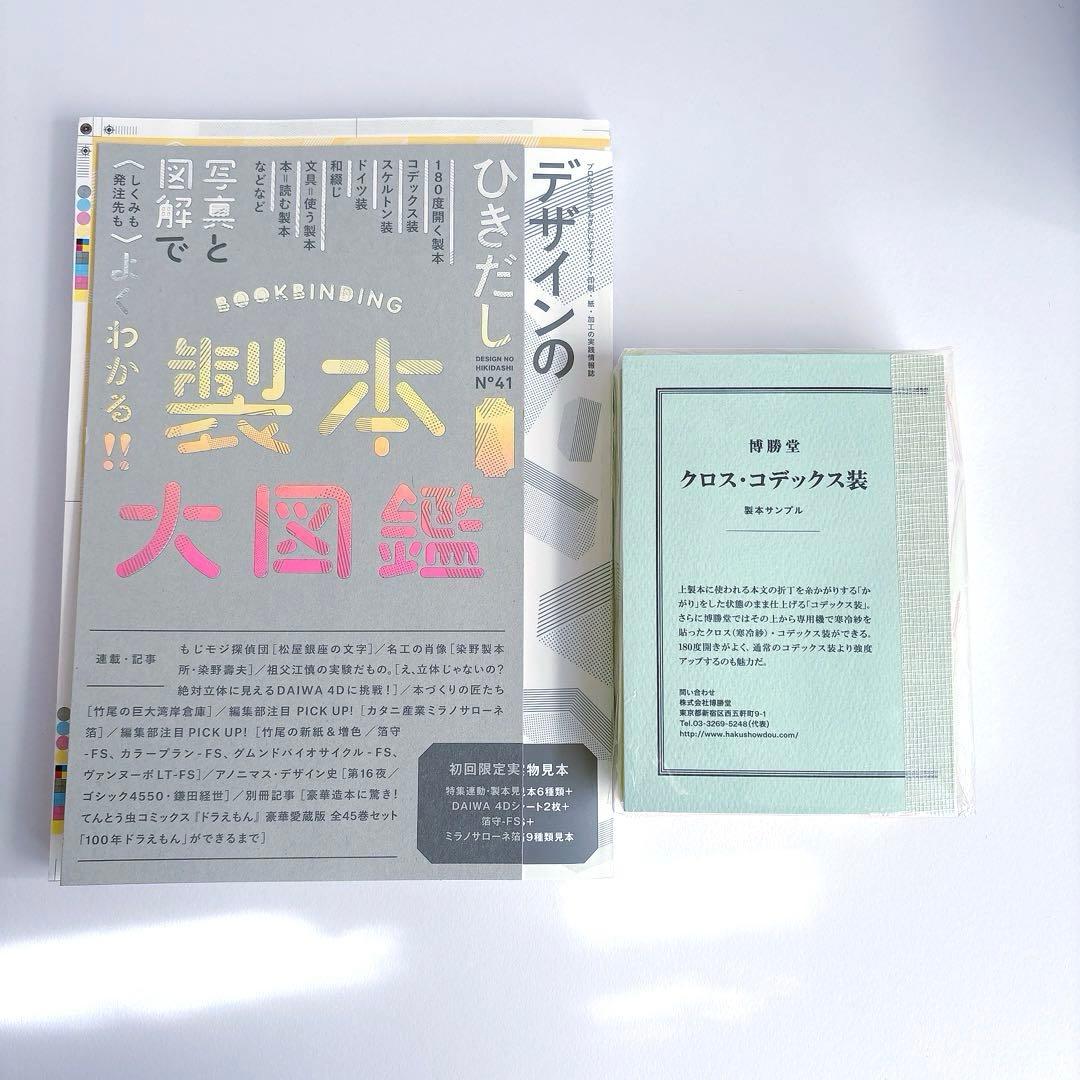 デザインの
ひきだし
DESIGN NO
HIKIDASHI
Nº41
180度開く製本
コデックス装
スケルトン装
ドイツ装
和綴じ
文具=使う製本
本=読む製本
などなど
写真と
図解で
〈しくみも
発注先も〉よくわかる!!
BOOKBINDING
製本
大図鑑
連載・記事
もじモジ探偵団[松屋銀座の文字]/名工の肖像[染野製本
所・染野壽夫]/祖父江慎の実験だもの。[え、立体じゃないの?
絶対立体に見えるDAIWA 4Dに挑戦!]/本づくりの匠たち
[竹尾の巨大湾岸倉庫]/編集部注目 PICK UP! [カタニ産業ミラノサローネ
箔]/編集部注目PICK UP! [竹尾の新紙&増色/箔守
-FS、カラープラン-FS、グムンドバイオサイクル-FS、
ヴァンヌーボLT-FS]/アノニマス・デザイン史[第16夜/
ゴシック4550・鎌田経世]/別冊記事[豪華造本に驚き!
てんとう虫コミックス『ドラえもん』豪華愛蔵版 全45巻セット
「100年ドラえもん」ができるまで]
初回限定実物見本
特集連動・製本見本6種類+
DAIWA 4Dシート2枚+
箔守-FS+
ミラノサローネ箔9種類見本
博勝堂
クロス・コデックス装
製本サンプル
上製本に使われる本文の折丁を糸かがりする「か
がり」をした状態のまま仕上げる「コデックス装」。
さらに博勝堂ではその上から専用機で寒冷紗を
貼ったクロス(寒冷紗)・コデックス装ができる。
180度開きがよく、通常のコデックス装より強度
アップするのも魅力だ。
問い合わせ
株式会社博勝堂
東京都新宿区西五軒町9-1
Tel.03-3269-5248(代表)
http://www.hakushowdou.com/